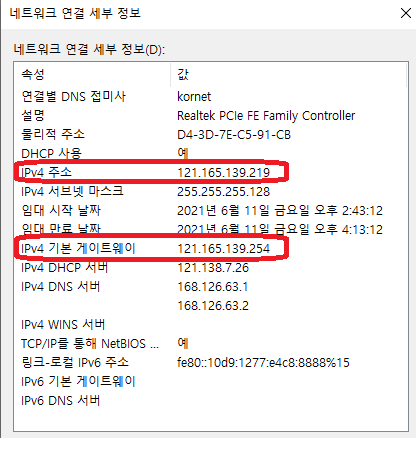 네트워크 연결 세부 정보
네트워크 연결 세부 정보(D):
속성 값
연결별 DNS 접미사 kornet
설명 Realtek PCIe FE Family Controller
물리적 주소 D4-3D-7E-C5-91-CB
DHCP 사용 예
IPv4 주소 121.165.139.219
IPv4 서브넷 마스크 255.255.255.128
임대 시작 날짜 2021년 6월 11일 금요일 오후 2:43:12
임대 만료 날짜 2021년 6월 11일 금요일 오후 4:13:12
IPv4 기본 게이트웨이 121.165.139.254
IPv4 DHCP 서버 121.138.7.26
IPv4 DNS 서버 168.126.63.1
168.126.63.2
IPv4 WINS 서버
TCP/IP를 통해 NetBIOS ... 예
링크-로컬 IPv6 주소 fe80::10d9:1277:e4c8:8888%15
IPv6 기본 게이트웨이
IPv6 DNS 서버